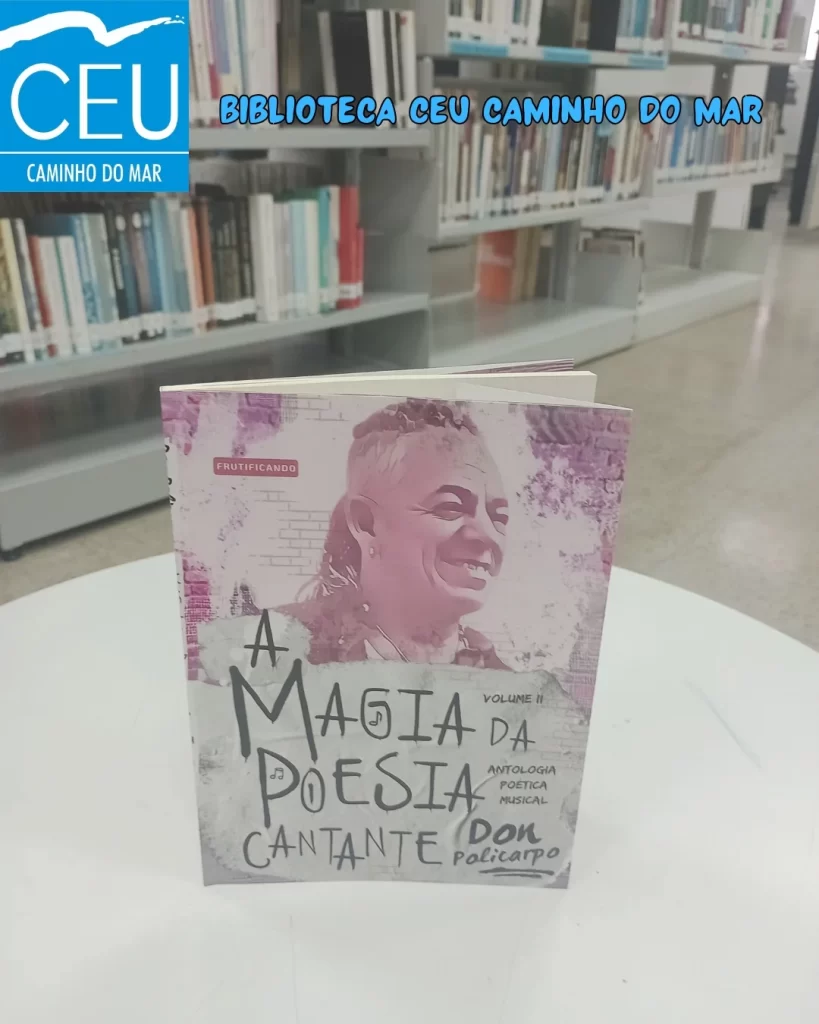 CEU
CAMINHO DO MAR
BIBLIOTECA CEU CAMINHO DO MAR
FRUTIFICANDO
A
MAGIA DA
VOLUME II
POESIA
ANTOLOGIA
POÉTICA
MUSICAL
CANTANTE
Don
Policarpo